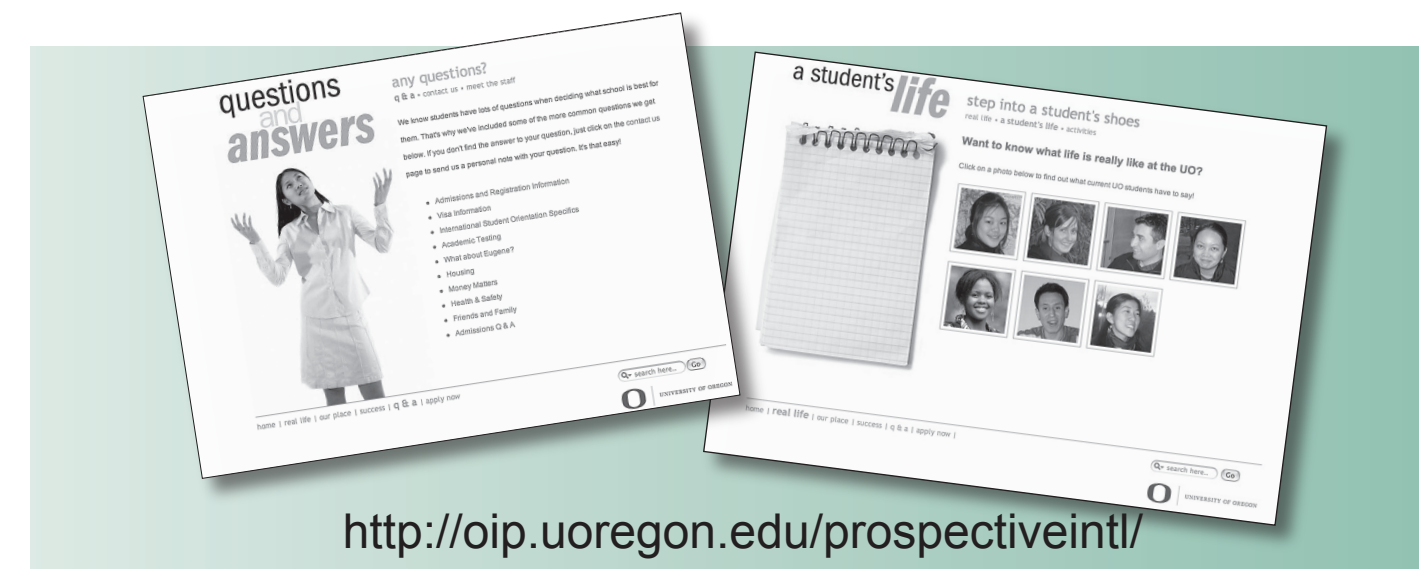 questions
and
answers
any questions?
q & a • contact us • meet the staff
We know students have lots of questions when deciding what school is best for
them. That's why we've included some of the more common questions we get
below. If you don't find the answer to your question, just click on the contact us
page to send us a personal note with your question. It's that easy!
• Admissions and Registration Information
• Visa Information
• International Student Orientation Specifics
• Academic Testing
• What about Eugene?
• Housing
• Money Matters
• Health & Safety
• Friends and Family
• Admissions Q & A
search here... Go
O | UNIVERSITY OF OREGON
home | real life | our place | success | q & a | apply now
a student's life
step into a student's shoes
real life • a student's life • activities
Want to know what life is really like at the UO?
Click on a photo below to find out what current UO students have to say!
home | real life | our place | success | q & a | apply now |
search here... Go
O | UNIVERSITY OF OREGON
http://oip.uoregon.edu/prospectiveintl/